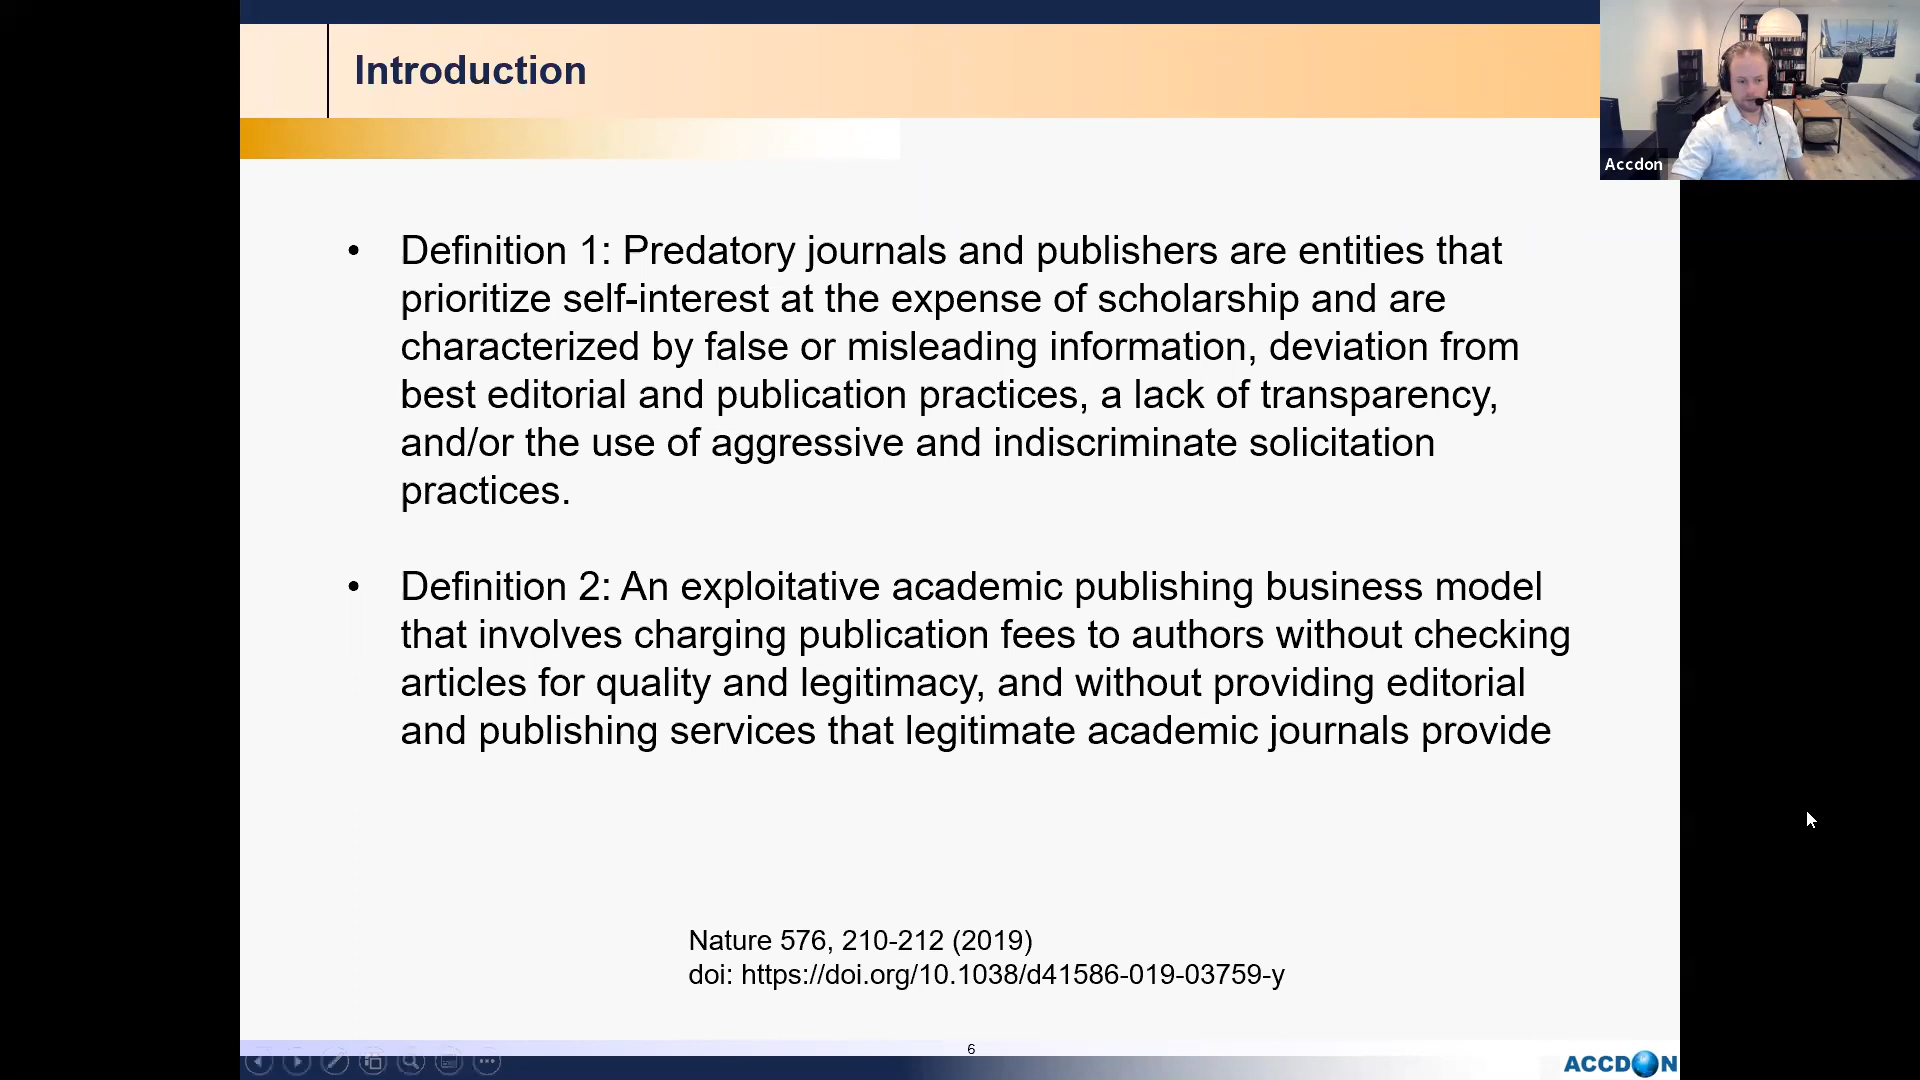 Introduction
Accdon
• Definition 1: Predatory journals and publishers are entities that
prioritize self-interest at the expense of scholarship and are
characterized by false or misleading information, deviation from
best editorial and publication practices, a lack of transparency,
and/or the use of aggressive and indiscriminate solicitation
practices.
• Definition 2: An exploitative academic publishing business model
that involves charging publication fees to authors without checking
articles for quality and legitimacy, and without providing editorial
and publishing services that legitimate academic journals provide
Nature 576, 210-212 (2019)
doi: https://doi.org/10.1038/d41586-019-03759-y
6
ACCDON